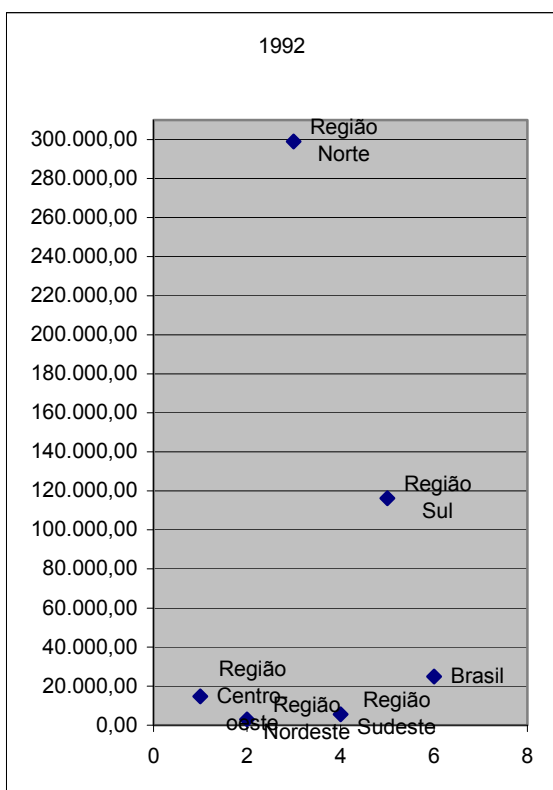 1992
300.000,00
280.000,00
260.000,00
240.000,00
220.000,00
200.000,00
180.000,00
160.000,00
140.000,00
120.000,00
100.000,00
80.000,00
60.000,00
40.000,00
20.000,00
0,00
Região
Norte
Região
Sul
Região
Centro-
oeste
Região
Nordeste
Região
Sudeste
Brasil
0 2 4 6 8